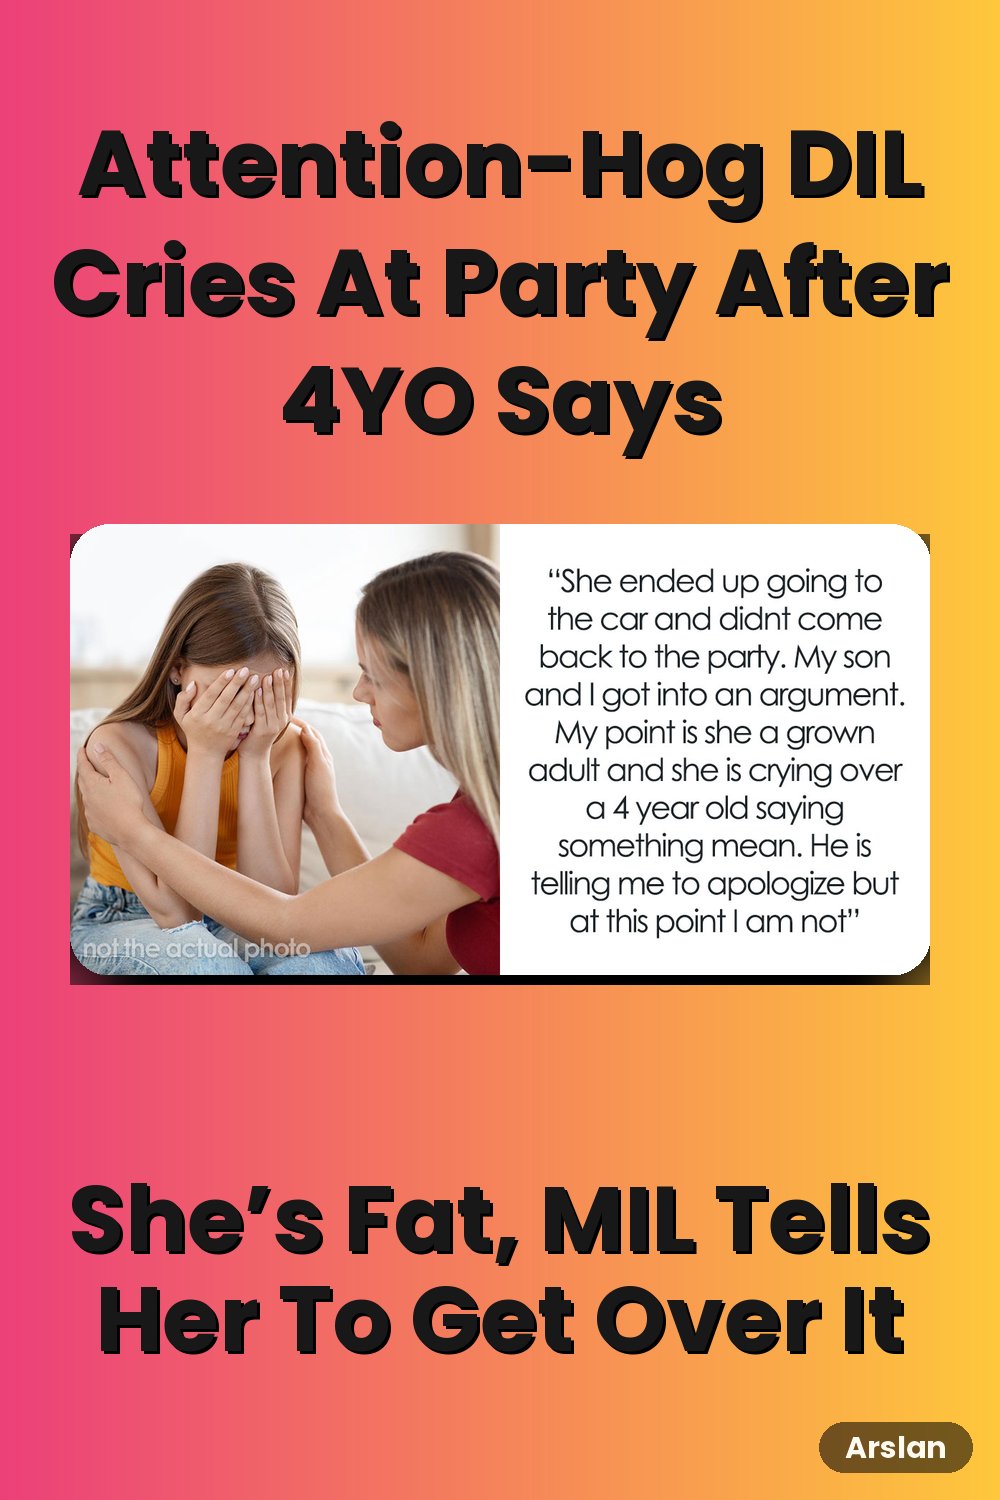 Attention-Hog DIL
Cries At Party After
4YO Says
“She ended up going to
the car and didnt come
back to the party. My son
and I got into an argument.
My point is she a grown
adult and she is crying over
a 4 year old saying
something mean. He is
telling me to apologize but
at this point I am not”
not the actual photo
She’s Fat, MIL Tells
Her To Get Over It
Arslan